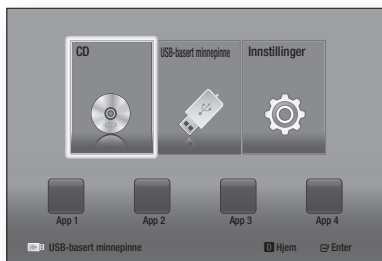 CD USB-basert minnepinne Innstillinger
App 1 App 2 App 3 App 4
USB-basert minnepinne D Hjem Enter